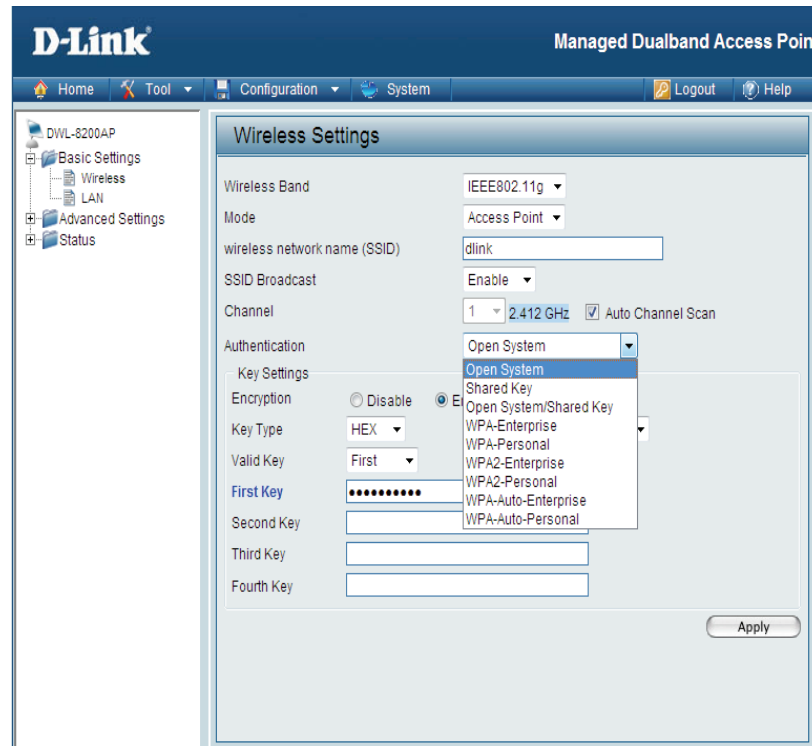 D-Link
Managed Dualband Access Poin
Home Tool Configuration System Logout Help
DWL-8200AP
Basic Settings
Wireless
LAN
Advanced Settings
Status
Wireless Settings
Wireless Band IEEE802.11g
Mode Access Point
wireless network name (SSID) dlink
SSID Broadcast Enable
Channel 1 2.412 GHz Auto Channel Scan
Authentication Open System
Open System
Shared Key
Open System/Shared Key
WPA-Enterprise
WPA-Personal
WPA2-Enterprise
WPA2-Personal
WPA-Auto-Enterprise
WPA-Auto-Personal
Key Settings
Encryption Disable
Key Type HEX
Valid Key First
First Key ••••••••••
Second Key
Third Key
Fourth Key
Apply